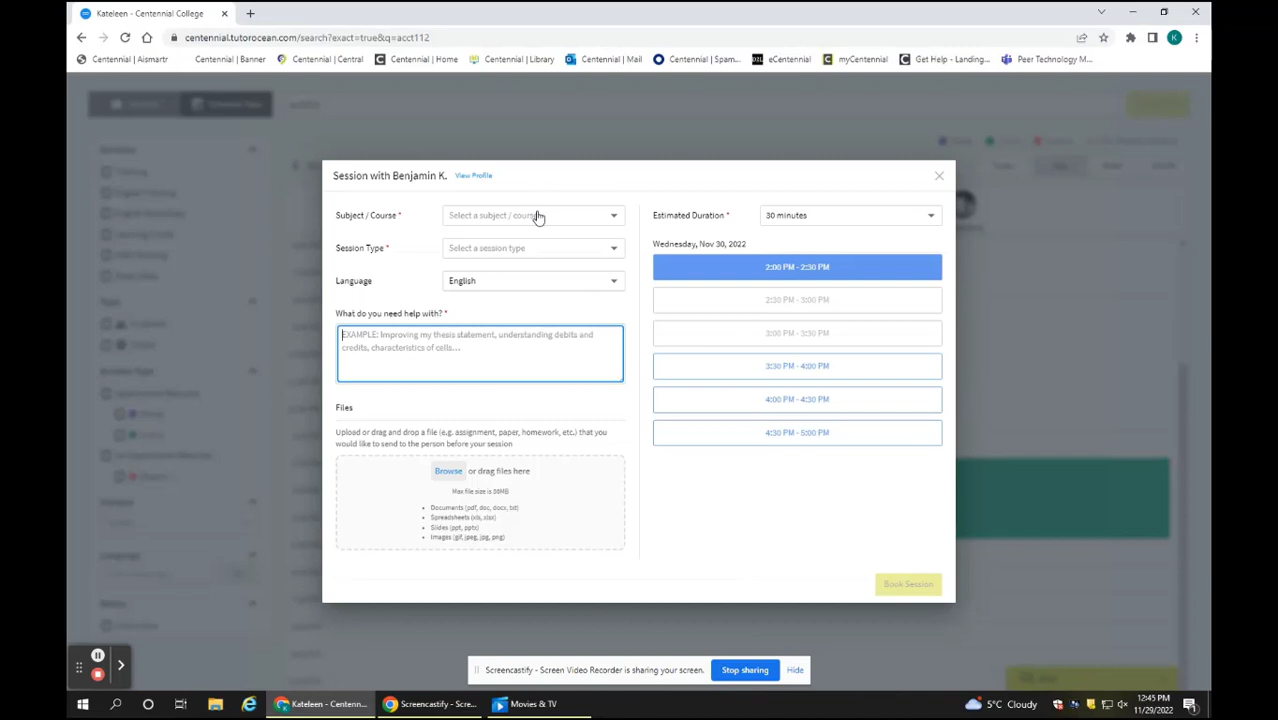 Kateleen - Centennial College
centennial.tutorocean.com/search?exact=true&q=acct112
K
Centennial | Aismartr
Centennial | Banner
Centennial | Central
Centennial | Home
Centennial | Library
Centennial | Mail
Centennial | Spam...
eCentennial
myCentennial
Get Help - Landing...
Peer Technology M...
Session with Benjamin K. View Profile
Subject / Course *
Select a subject / cours
Session Type *
Select a session type
Language
English
What do you need help with? *
EXAMPLE: Improving my thesis statement, understanding debits and
credits, characteristics of cells...
Files
Upload or drag and drop a file (e.g. assignment, paper, homework, etc.) that you
would like to send to the person before your session
Browse or drag files here
Max file size is 50MB
• Documents (pdf, doc, docx, txt)
• Spreadsheets (xls, xlsx)
• Slides (ppt, pptx)
• Images (gif, jpeg, jpg, png)
Estimated Duration *
30 minutes
Wednesday, Nov 30, 2022
2:00 PM - 2:30 PM
2:30 PM - 3:00 PM
3:00 PM - 3:30 PM
3:30 PM - 4:00 PM
4:00 PM - 4:30 PM
4:30 PM - 5:00 PM
Book Session
Screencastify - Screen Video Recorder is sharing your screen.
Stop sharing
Hide
Kateleen - Centenn...
Screencastify - Scre...
Movies & TV
5°C Cloudy
12:45 PM
11/29/2022